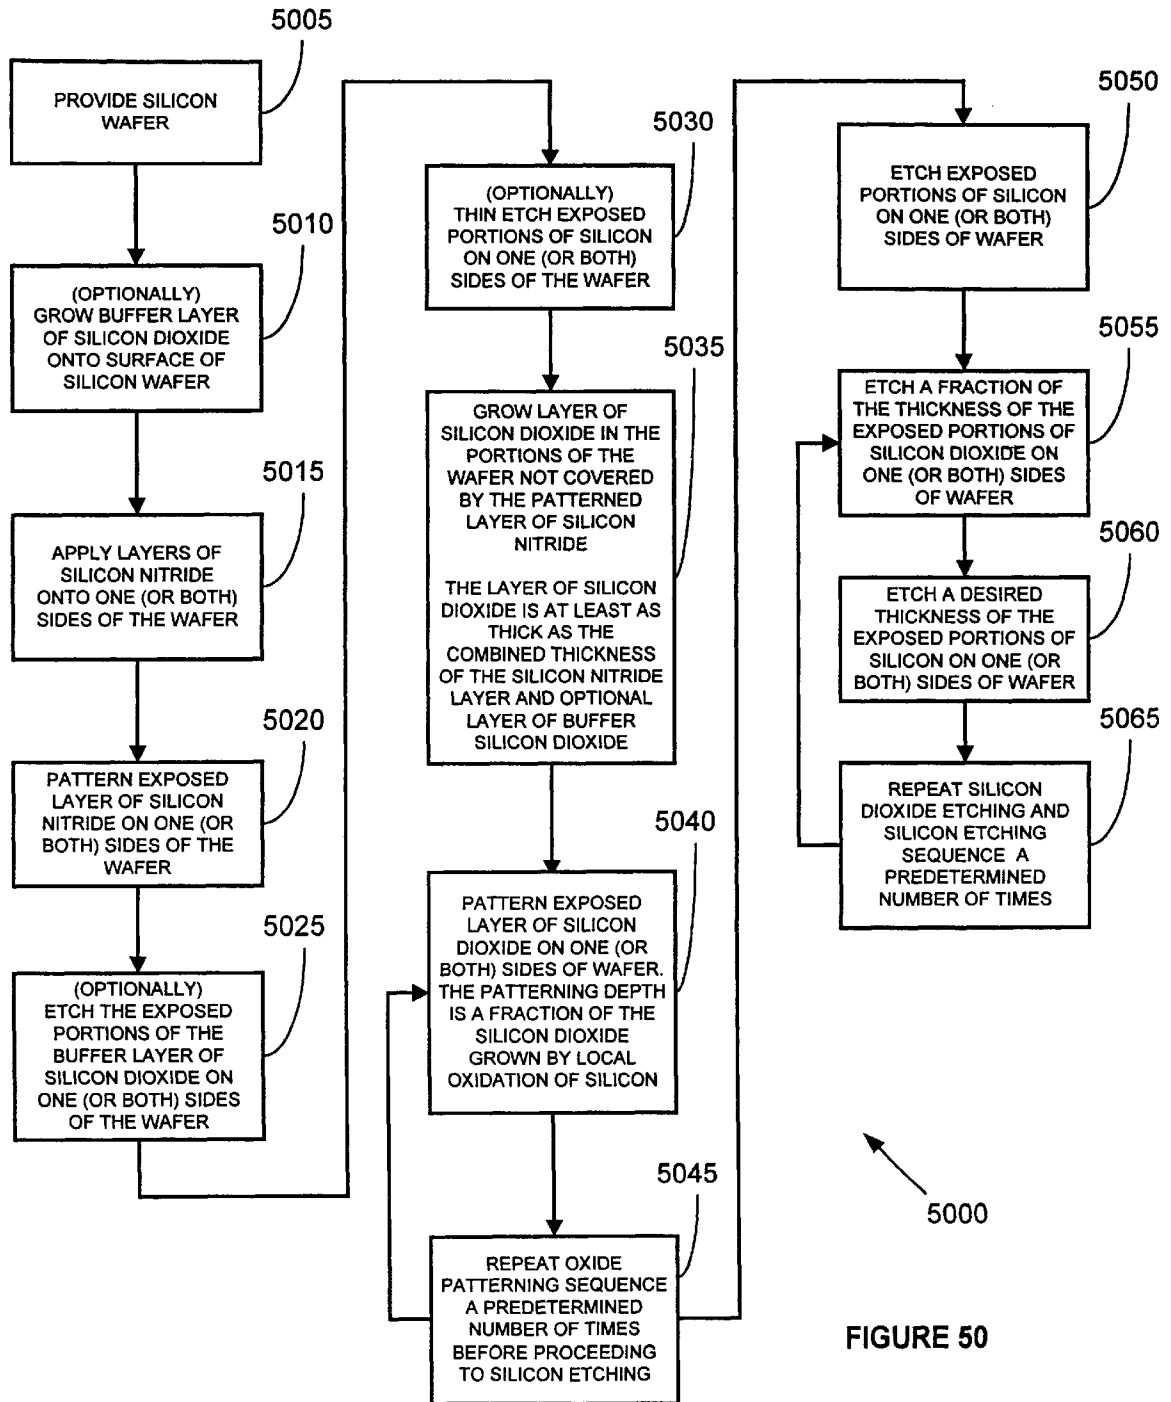 5005
PROVIDE SILICON
WAFER
5010
(OPTIONALLY)
GROW BUFFER LAYER
OF SILICON DIOXIDE
ONTO SURFACE OF
SILICON WAFER
5015
APPLY LAYERS OF
SILICON NITRIDE
ONTO ONE (OR BOTH)
SIDES OF THE WAFER
5020
PATTERN EXPOSED
LAYER OF SILICON
NITRIDE ON ONE (OR
BOTH) SIDES OF THE
WAFER
5025
(OPTIONALLY)
ETCH THE EXPOSED
PORTIONS OF THE
BUFFER LAYER OF
SILICON DIOXIDE ON
ONE (OR BOTH) SIDES
OF THE WAFER
5030
(OPTIONALLY)
THIN ETCH EXPOSED
PORTIONS OF SILICON
ON ONE (OR BOTH)
SIDES OF THE WAFER
5035
GROW LAYER OF
SILICON DIOXIDE IN THE
PORTIONS OF THE
WAFER NOT COVERED
BY THE PATTERNED
LAYER OF SILICON
NITRIDE
THE LAYER OF SILICON
DIOXIDE IS AT LEAST AS
THICK AS THE
COMBINED THICKNESS
OF THE SILICON NITRIDE
LAYER AND OPTIONAL
LAYER OF BUFFER
SILICON DIOXIDE
5040
PATTERN EXPOSED
LAYER OF SILICON
DIOXIDE ON ONE (OR
BOTH) SIDES OF WAFER.
THE PATTERNING DEPTH
IS A FRACTION OF THE
SILICON DIOXIDE
GROWN BY LOCAL
OXIDATION OF SILICON
5045
REPEAT OXIDE
PATTERNING SEQUENCE
A PREDETERMINED
NUMBER OF TIMES
BEFORE PROCEEDING
TO SILICON ETCHING
5050
ETCH EXPOSED
PORTIONS OF SILICON
ON ONE (OR BOTH)
SIDES OF WAFER
5055
ETCH A FRACTION OF
THE THICKNESS OF THE
EXPOSED PORTIONS OF
SILICON DIOXIDE ON
ONE (OR BOTH) SIDES
OF WAFER
5060
ETCH A DESIRED
THICKNESS OF THE
EXPOSED PORTIONS OF
SILICON ON ONE (OR
BOTH) SIDES OF WAFER
5065
REPEAT SILICON
DIOXIDE ETCHING AND
SILICON ETCHING
SEQUENCE A
PREDETERMINED
NUMBER OF TIMES
5000
FIGURE 50